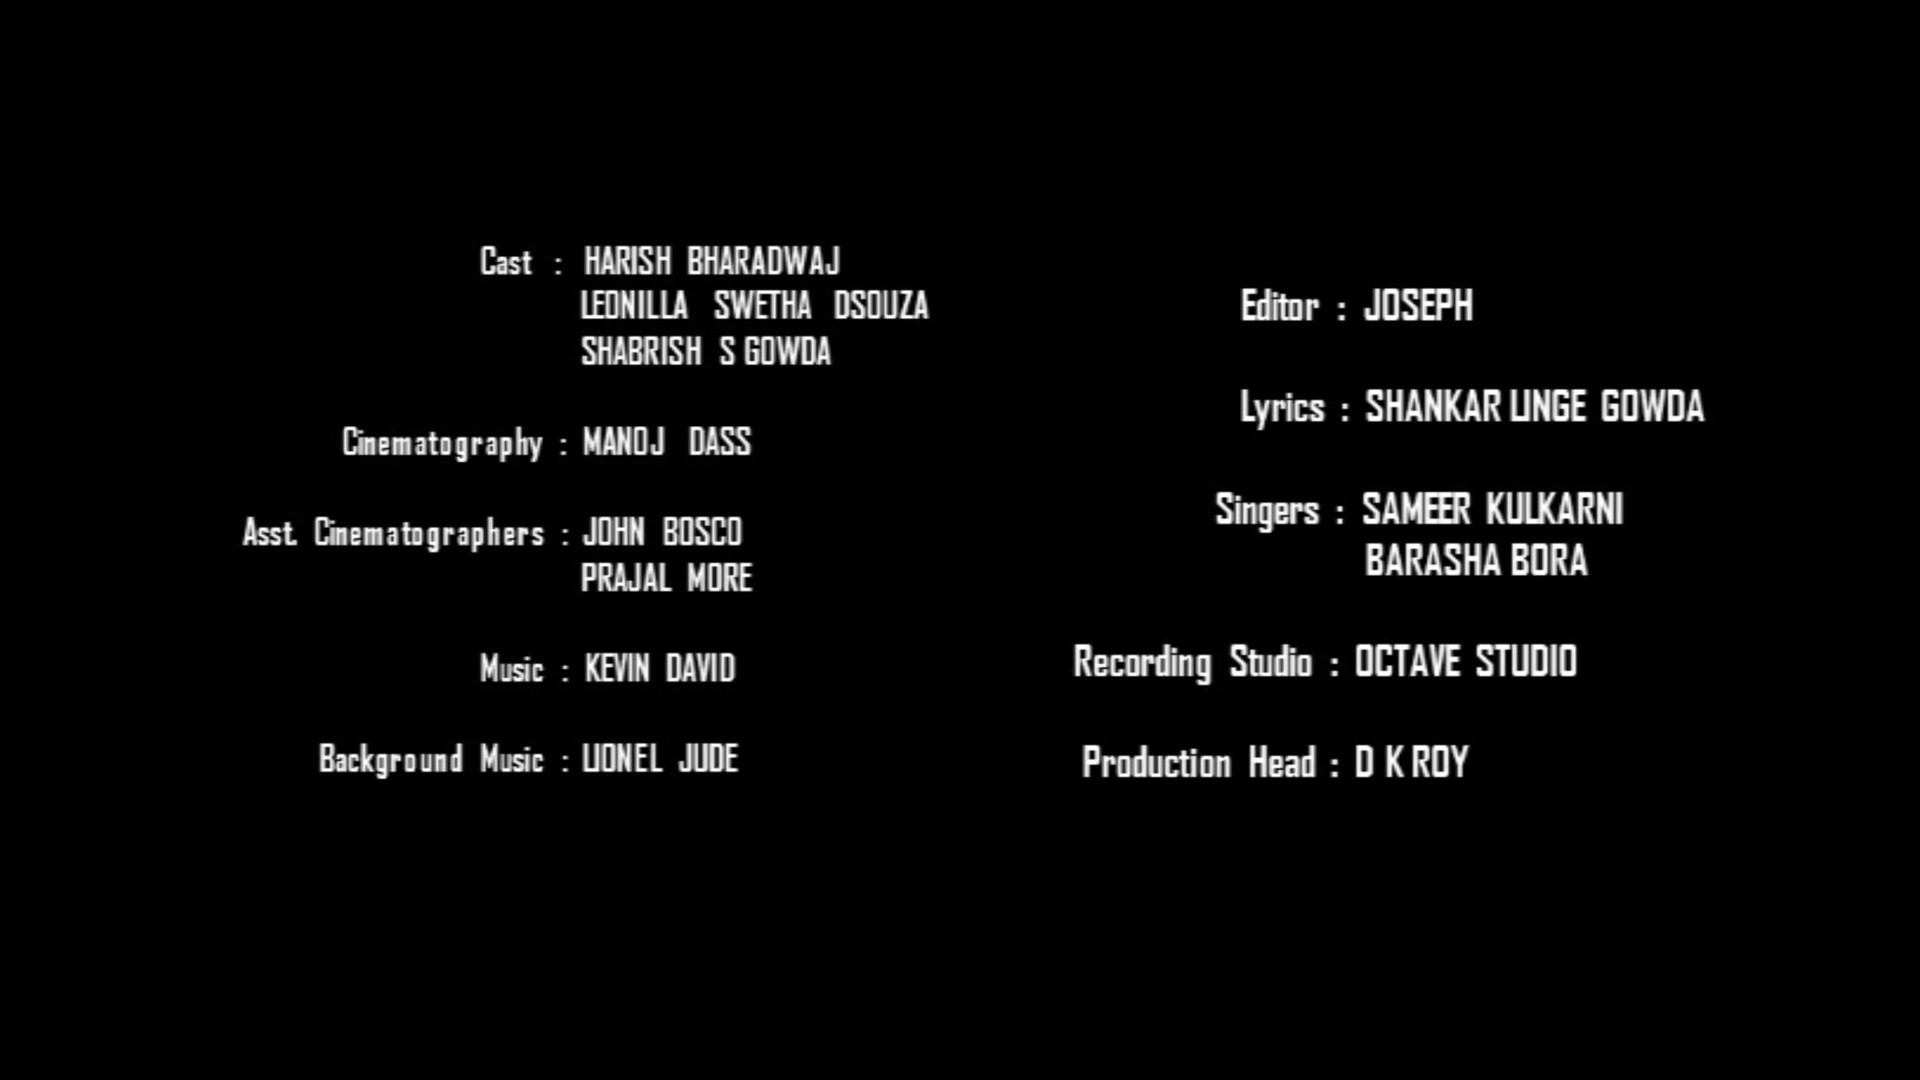 Cast : HARISH BHARADWAJ
LEONILLA SWETHA DSOUZA
SHABRISH S GOWDA
Cinematography : MANOJ DASS
Asst. Cinematographers : JOHN BOSCO
PRAJAL MORE
Music : KEVIN DAVID
Background Music : LIONEL JUDE
Editor : JOSEPH
Lyrics : SHANKAR LINGE GOWDA
Singers : SAMEER KULKARNI
BARASHA BORA
Recording Studio : OCTAVE STUDIO
Production Head : D K ROY